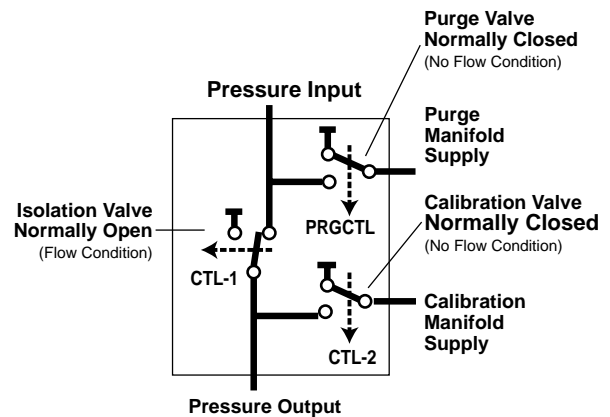 Purge Valve
Normally Closed
(No Flow Condition)
Pressure Input
Purge
Manifold
Supply
Isolation Valve
Normally Open
(Flow Condition)
PRGCTL
Calibration Valve
Normally Closed
(No Flow Condition)
CTL-1
Calibration
Manifold
Supply
CTL-2
Pressure Output